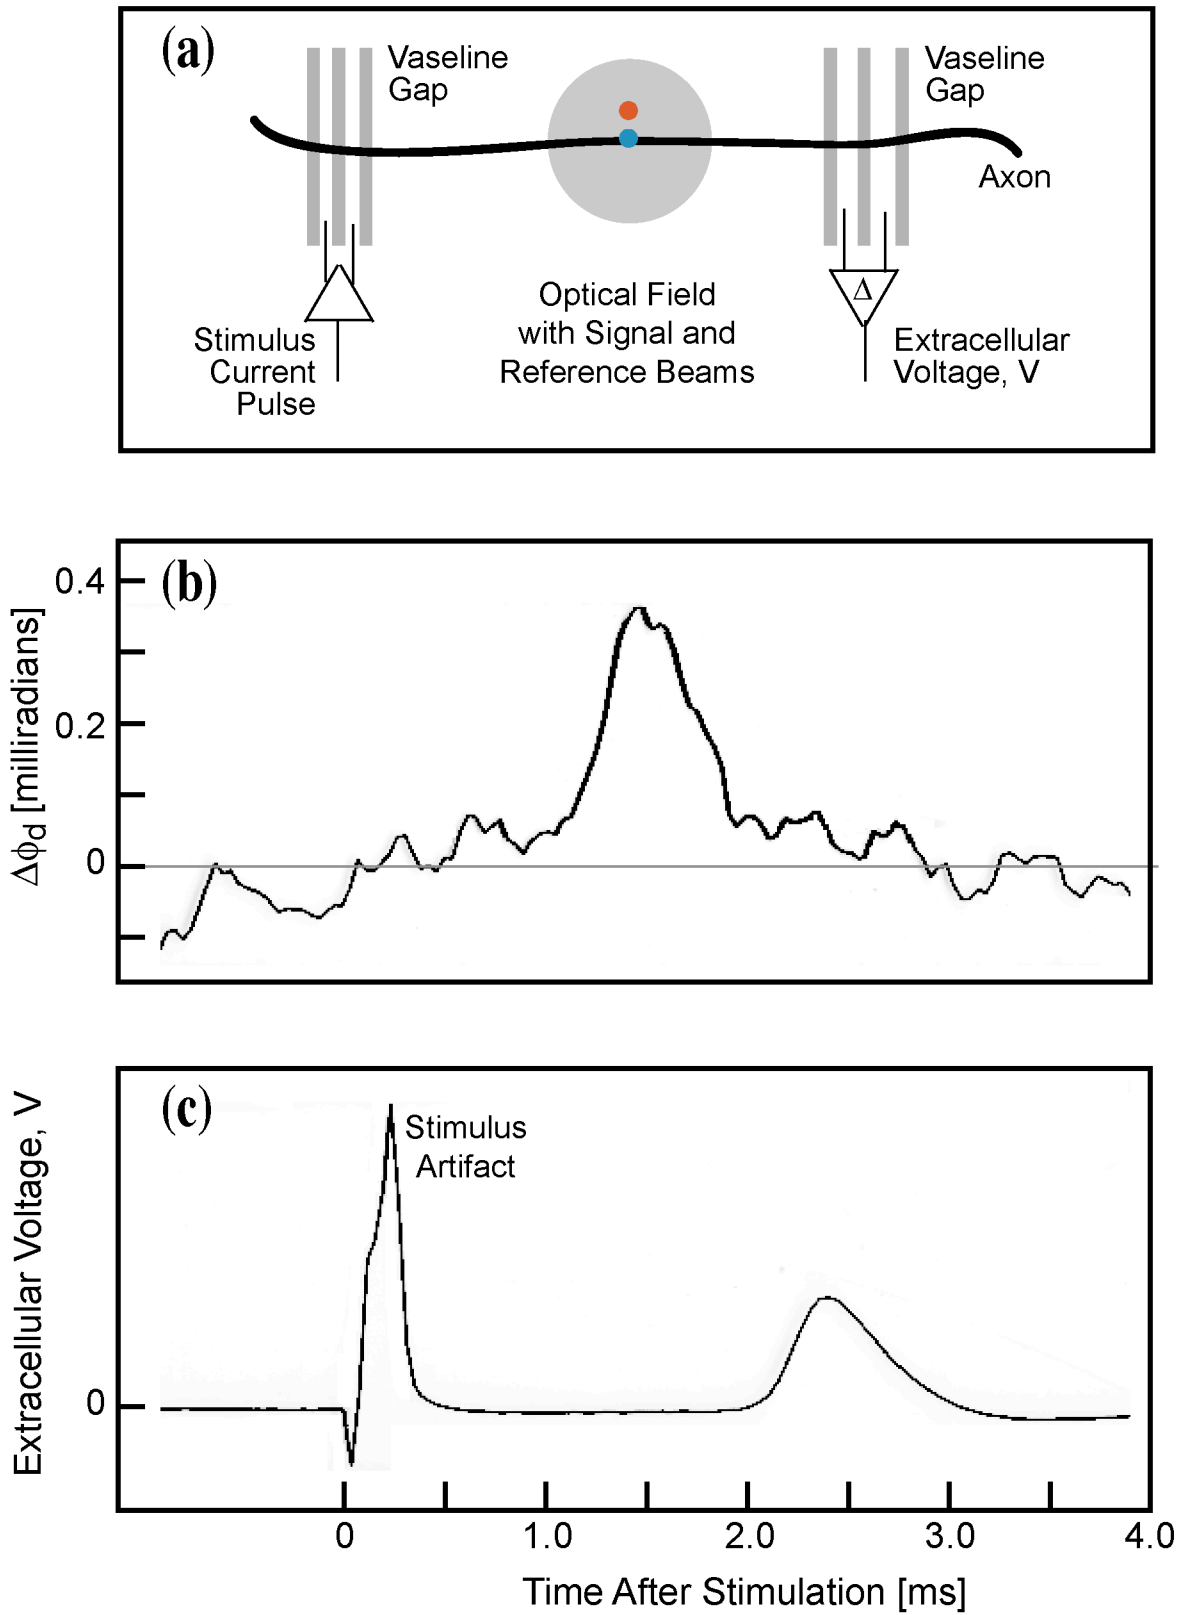 (a)
Vaseline
Gap
Vaseline
Gap
Axon
Optical Field
with Signal and
Reference Beams
Stimulus
Current
Pulse
Δ
Extracellular
Voltage, V
(b)
Δϕd [milliradians]
0.4
0.2
0
(c)
Extracellular Voltage, V
Stimulus
Artifact
0
0 1.0 2.0 3.0 4.0
Time After Stimulation [ms]